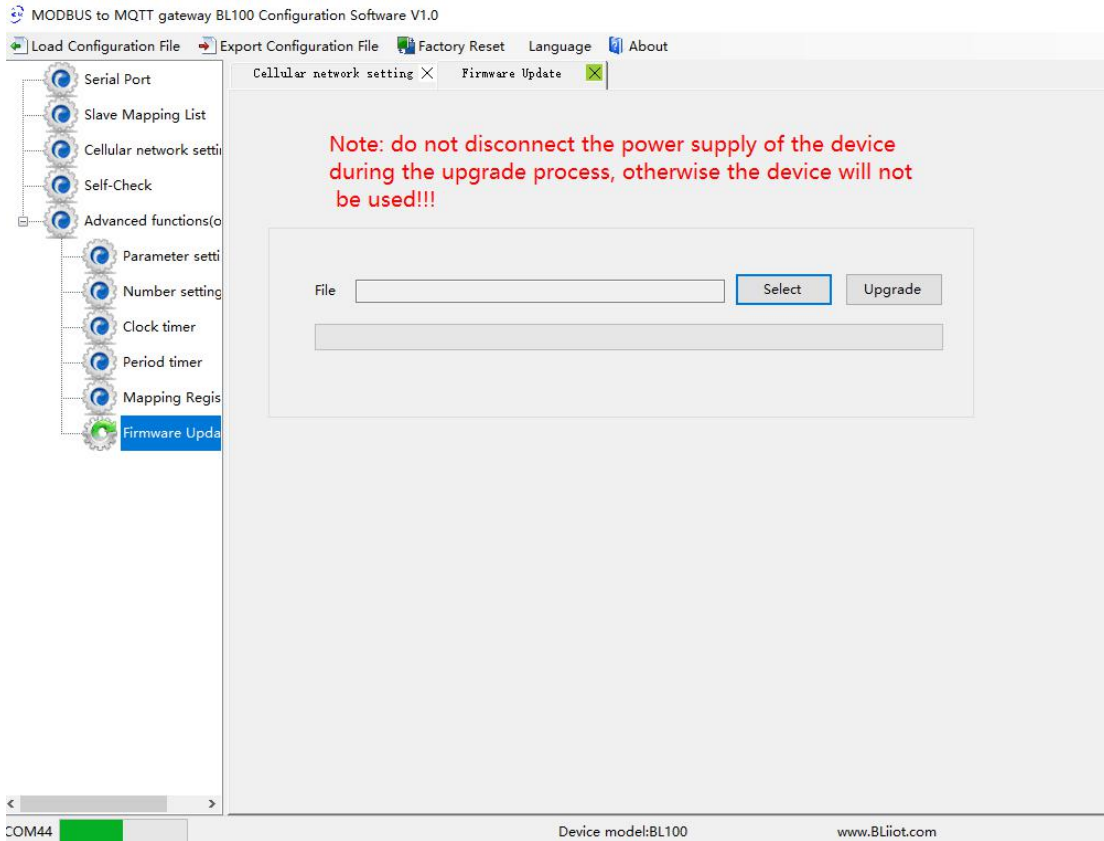 MODBUS to MQTT gateway BL100 Configuration Software V1.0
Load Configuration File Export Configuration File Factory Reset Language About
Serial Port
Slave Mapping List
Cellular network setti
Self-Check
Advanced functions(o
Parameter setti
Number setting
Clock timer
Period timer
Mapping Regis
Firmware Upda
Cellular network setting Firmware Update
Note: do not disconnect the power supply of the device
during the upgrade process, otherwise the device will not
be used!!!
File Select Upgrade
COM44 Device model:BL100 www.BLiiot.com